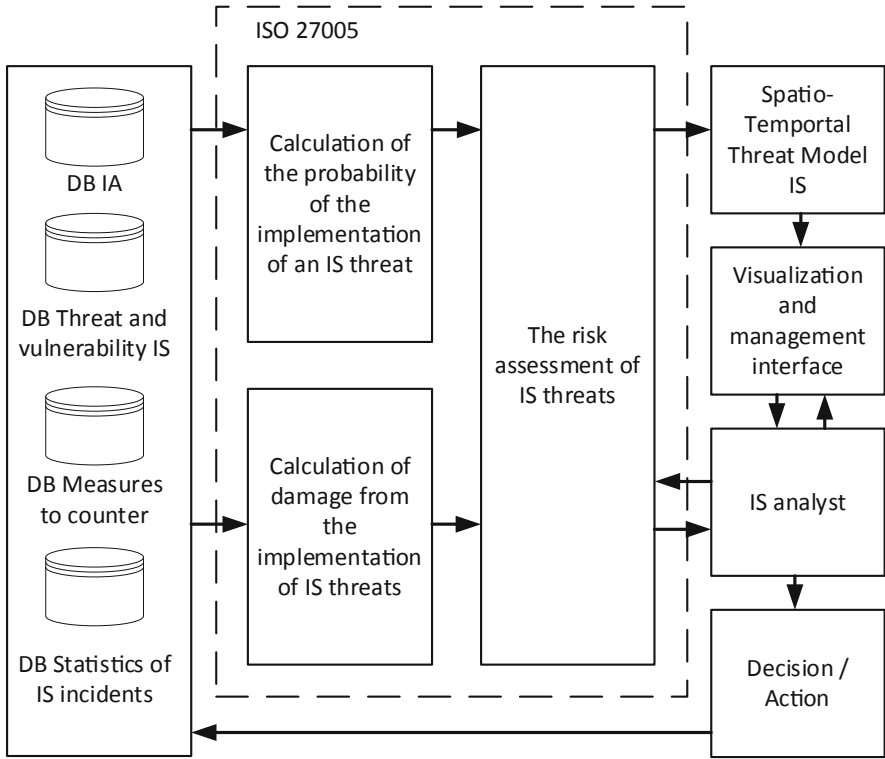 ISO 27005
DB IA
DB Threat and
vulnerability IS
DB Measures
to counter
DB Statistics of
IS incidents
Calculation of
the probability
of the
implementation
of an IS threat
Calculation of
damage from
the
implementation
of IS threats
The risk
assessment of
IS threats
Spatio-
Temportal
Threat Model
IS
Visualization
and
management
interface
IS analyst
Decision /
Action